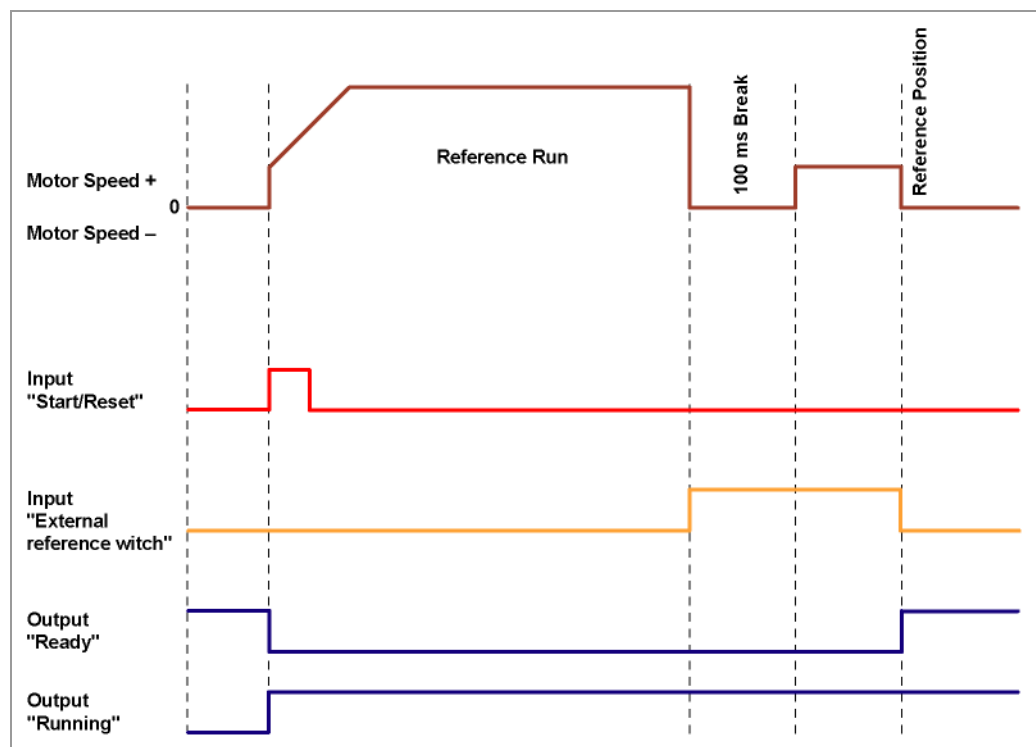 Reference Run
100 ms Break
Reference Position
Motor Speed +
0
Motor Speed –
Input
"Start/Reset"
Input
"External
reference witch"
Output
"Ready"
Output
"Running"